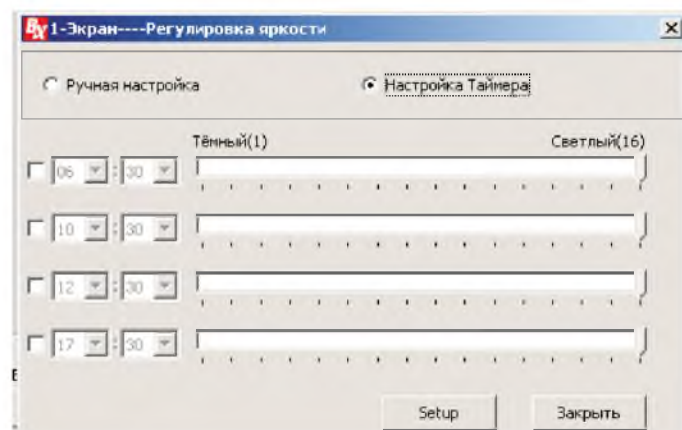 BX 1-Экран----Регулировка яркости
Ручная настройка
Настройка Таймера
Тёмный(1) Светлый(16)
06 : 30
10 : 30
12 : 30
17 : 30
Setup Закрыть